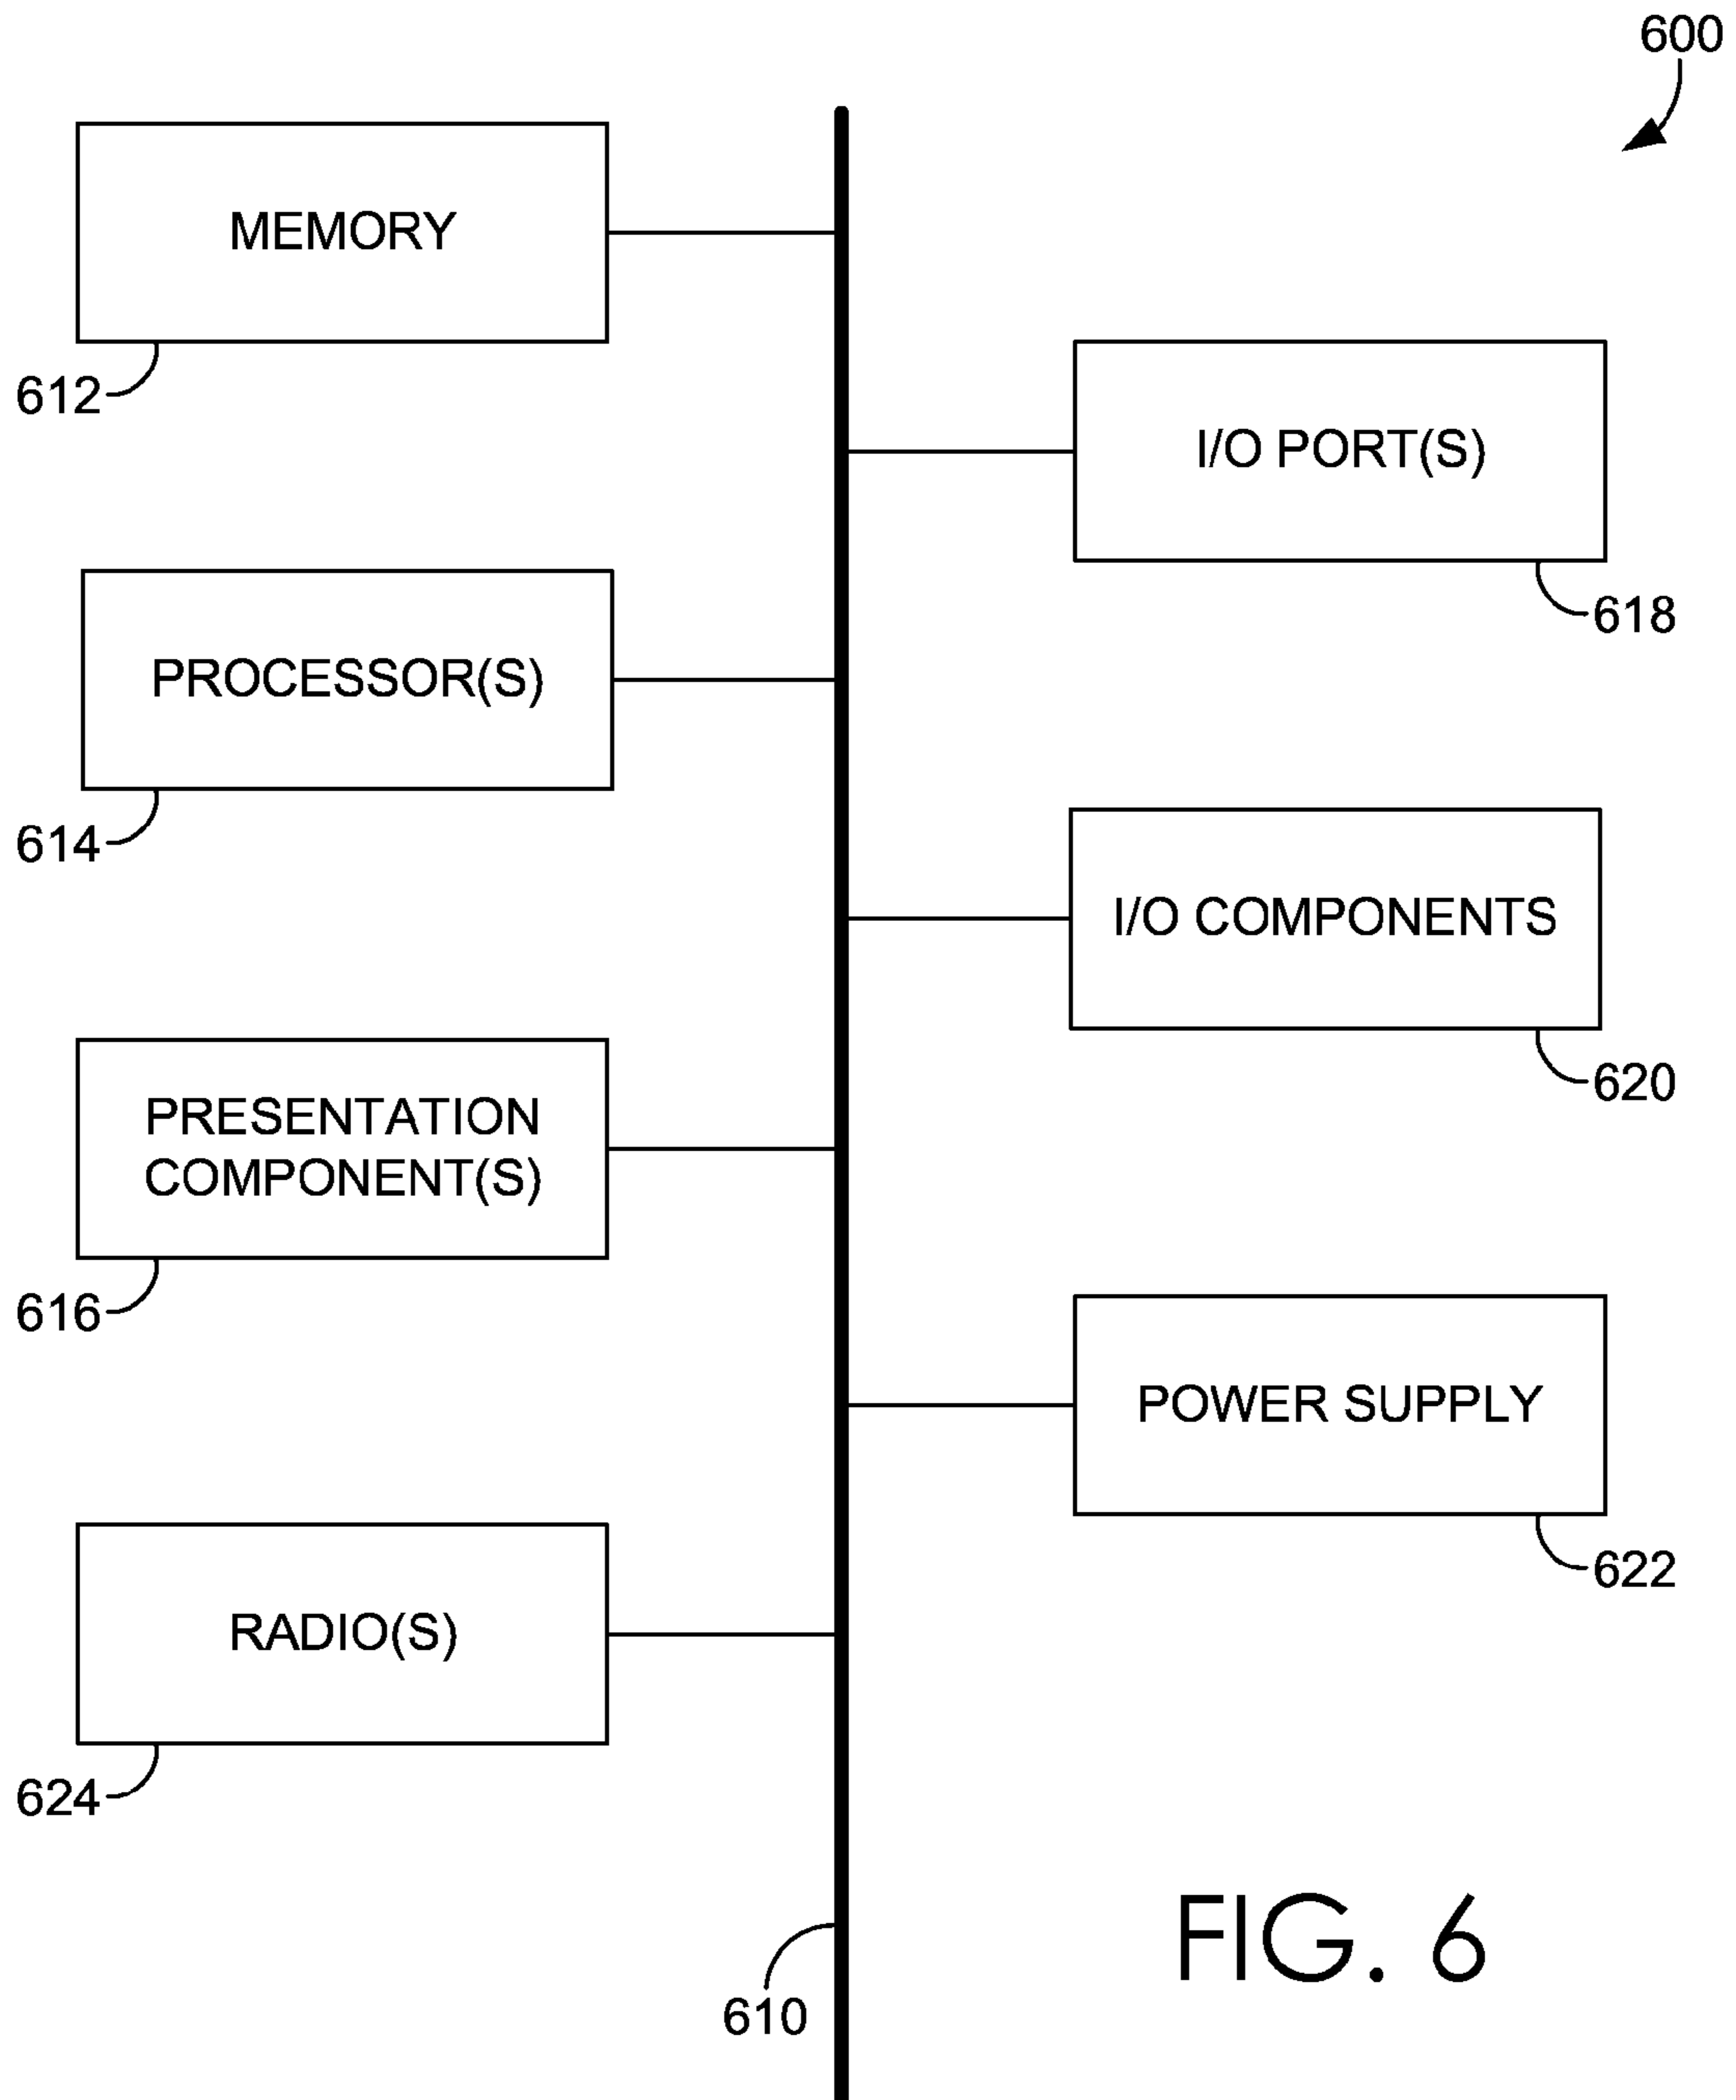 600
MEMORY
612
I/O PORT(S)
618
PROCESSOR(S)
614
I/O COMPONENTS
620
PRESENTATION
COMPONENT(S)
616
POWER SUPPLY
622
RADIO(S)
624
610
FIG. 6